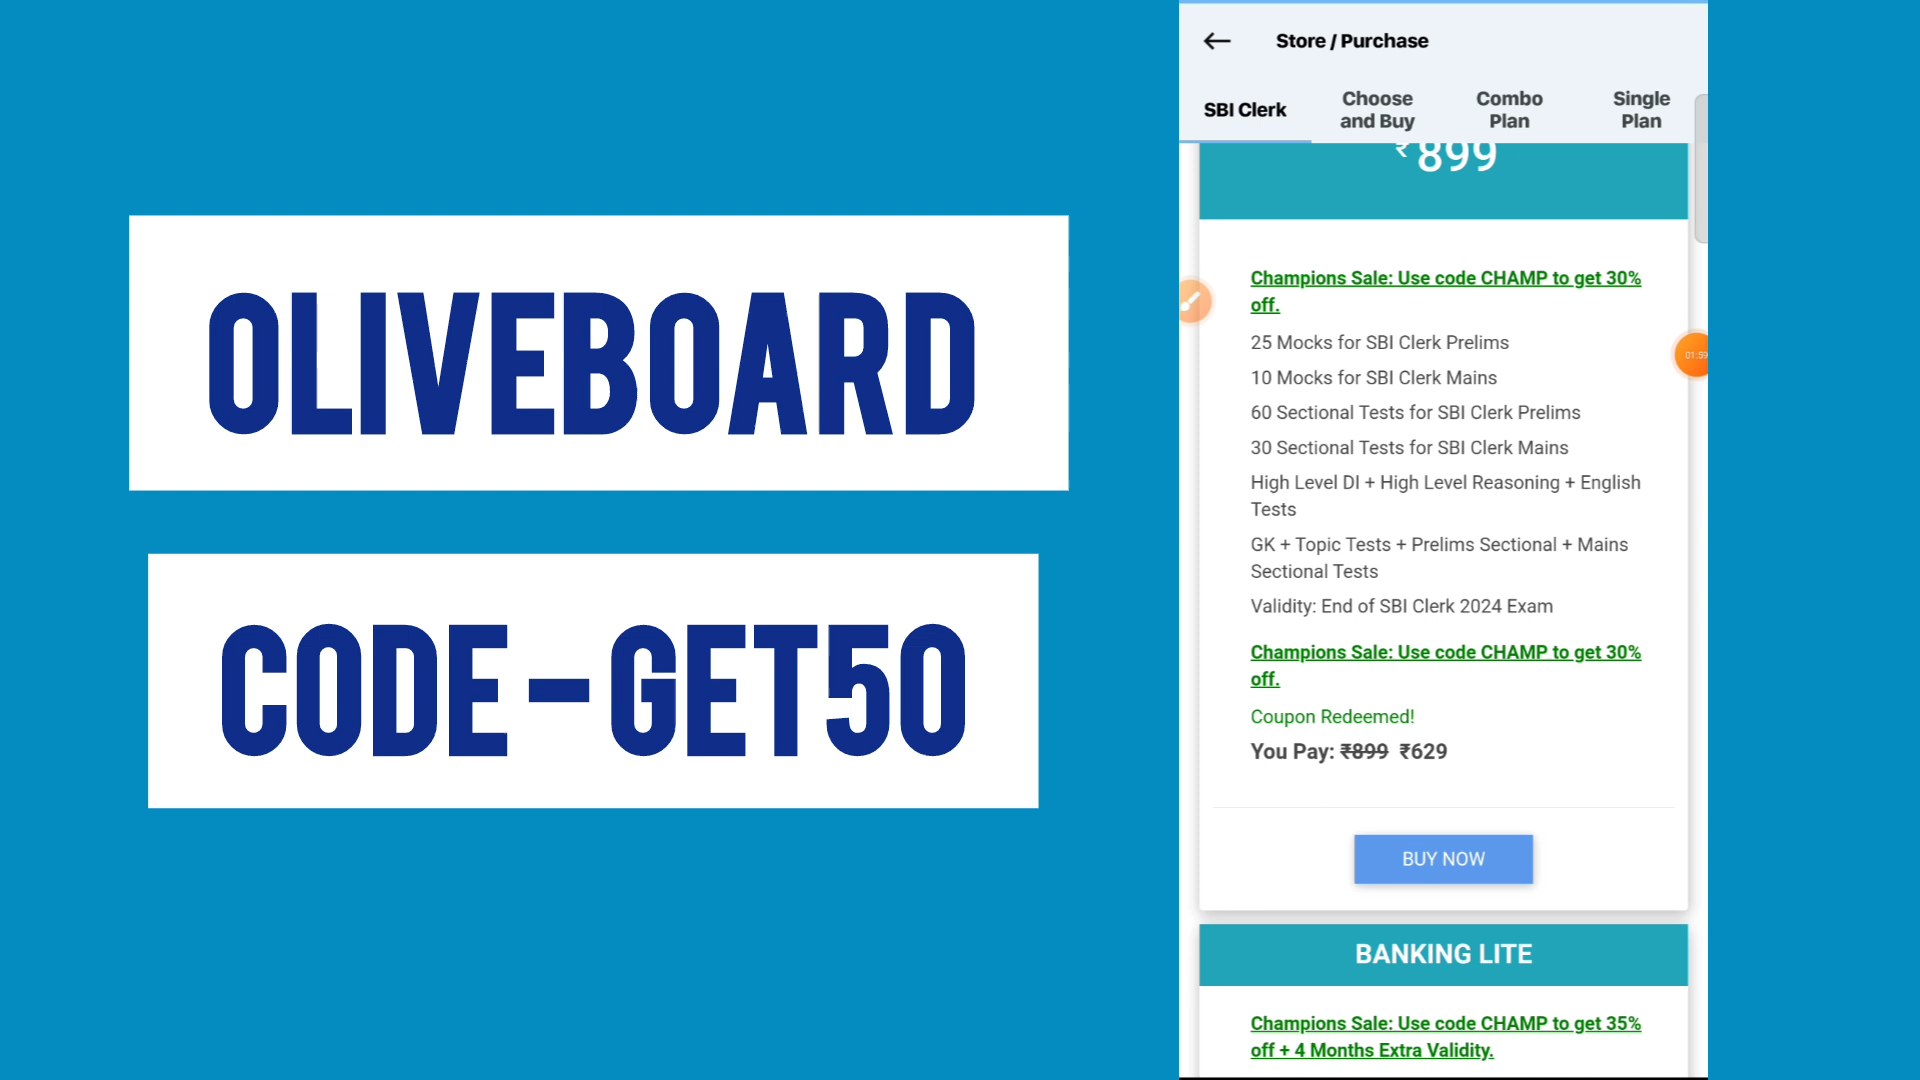 OLIVEBOARD
CODE - GET50
Store / Purchase
SBI Clerk
Choose
and Buy
Combo
Plan
Single
Plan
₹899
Champions Sale: Use code CHAMP to get 30%
off.
25 Mocks for SBI Clerk Prelims
10 Mocks for SBI Clerk Mains
60 Sectional Tests for SBI Clerk Prelims
30 Sectional Tests for SBI Clerk Mains
High Level DI + High Level Reasoning + English
Tests
GK + Topic Tests + Prelims Sectional + Mains
Sectional Tests
Validity: End of SBI Clerk 2024 Exam
Champions Sale: Use code CHAMP to get 30%
off.
Coupon Redeemed!
You Pay: ₹899 ₹629
BUY NOW
BANKING LITE
Champions Sale: Use code CHAMP to get 35%
off + 4 Months Extra Validity.
01:59